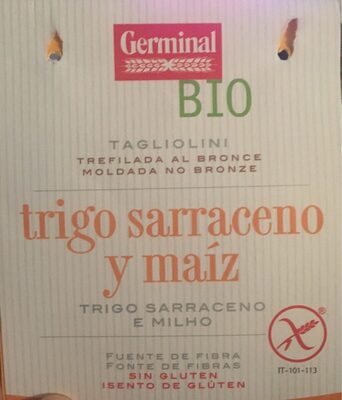 Germinal
BIO
TAGLIOLINI
TREFILADA AL BRONCE
MOLDADA NO BRONZE
trigo sarraceno
y maíz
TRIGO SARRACENO
E MILHO
FUENTE DE FIBRA
FONTE DE FIBRAS
SIN GLUTEN
ISENTO DE GLÚTEN
®
IT-101-113